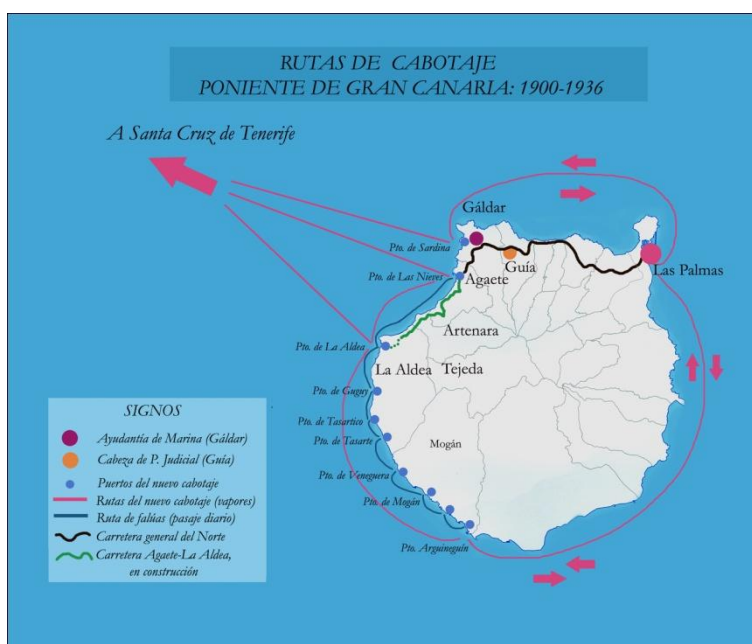 RUTAS DE CABOTAJE
PONIENTE DE GRAN CANARIA: 1900-1936
A Santa Cruz de Tenerife
Gáldar
Pto. de Sardina
Guía
Las Palmas
Pto. de Las Nieves
Agaete
Artenara
Pto. de La Aldea
La Aldea
Tejeda
Pto. de Guguy
Pto. de Tasartico
Pto. de Tasarte
Mogán
Pto. de Veneguera
Pto. de Mogán
Pto. Arguineguín
SIGNOS
Ayudantía de Marina (Gáldar)
Cabeza de P. Judicial (Guía)
Puertos del nuevo cabotaje
Rutas del nuevo cabotaje (vapores)
Ruta de falúas (pasaje diario)
Carretera general del Norte
Carretera Agaete-La Aldea,
en construcción